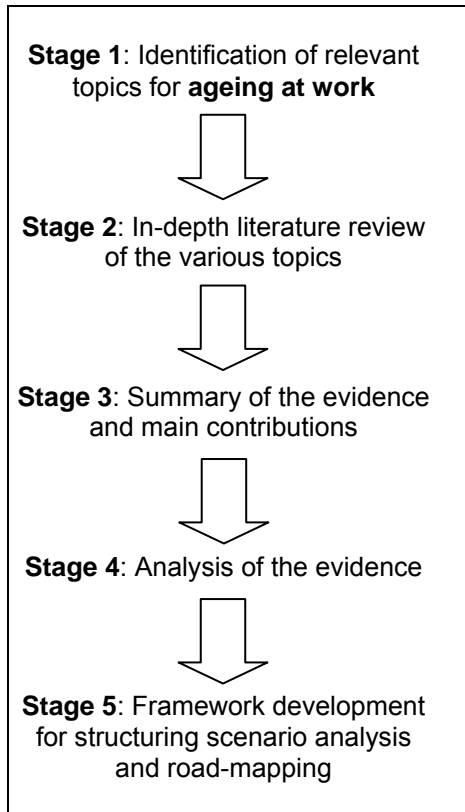 Stage 1: Identification of relevant
topics for ageing at work
Stage 2: In-depth literature review
of the various topics
Stage 3: Summary of the evidence
and main contributions
Stage 4: Analysis of the evidence
Stage 5: Framework development
for structuring scenario analysis
and road-mapping